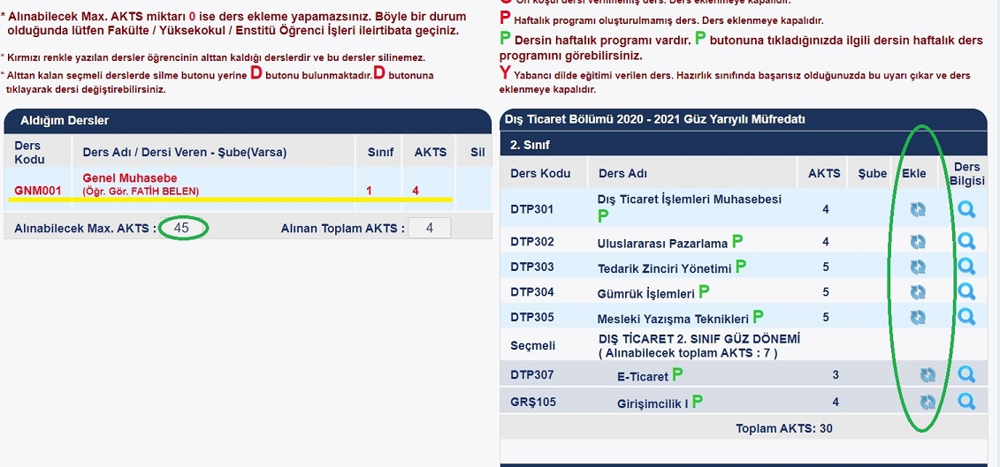 * Alınabilecek Max. AKTS miktarı 0 ise ders ekleme yapamazsınız. Böyle bir durum
olduğunda lütfen Fakülte / Yüksekokul / Enstitü Öğrenci İşleri ileirtibata geçiniz.
* Kırmızı renkle yazılan dersler öğrencinin alttan kaldığı derslerdir ve bu dersler silinemez.
* Alttan kalan seçmeli derslerde silme butonu yerine D butonu bulunmaktadır.D butonuna
tıklayarak dersi değiştirebilirsiniz.
Aldığım Dersler
Ders Kodu
Ders Adı / Dersi Veren - Şube(Varsa)
Sınıf
AKTS
Sil
GNM001
Genel Muhasebe
(Öğr. Gör. FATİH BELEN)
1
4
Alınabilecek Max. AKTS : 45
Alınan Toplam AKTS : 4
P Haftalık programı oluşturulmamış ders. Ders eklenmeye kapalıdır.
P Dersin haftalık programı vardır. P butonuna tıkladığınızda ilgili dersin haftalık ders
programını görebilirsiniz.
Y Yabancı dilde eğitimi verilen ders. Hazırlık sınıfında başarısız olduğunuzda bu uyarı çıkar ve ders
eklenmeye kapalıdır.
Dış Ticaret Bölümü 2020 - 2021 Güz Yarıyılı Müfredatı
2. Sınıf
Ders Kodu Ders Adı AKTS Şube Ekle Ders Bilgisi
DTP301 Dış Ticaret İşlemleri Muhasebesi P 4
DTP302 Uluslararası Pazarlama P 4
DTP303 Tedarik Zinciri Yönetimi P 5
DTP304 Gümrük İşlemleri P 5
DTP305 Mesleki Yazışma Teknikleri P 5
Seçmeli DIŞ TİCARET 2. SINIF GÜZ DÖNEMİ
( Alınabilecek toplam AKTS : 7 )
DTP307 E-Ticaret P 3
GRŞ105 Girişimcilik I P 4
Toplam AKTS: 30